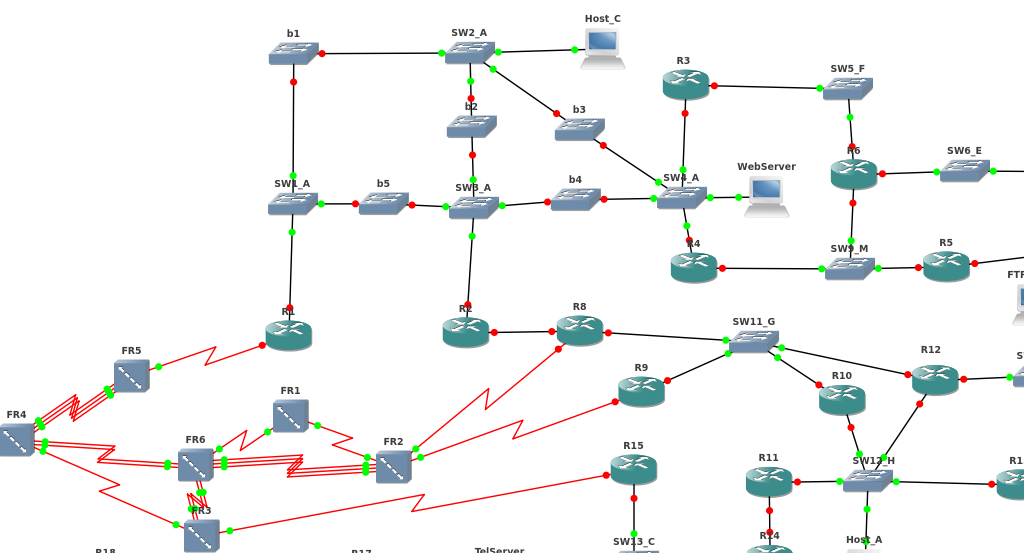 Host_C
b1
SW2_A
R3
SW5_F
b2
b3
R6
SW6_E
WebServer
SW1_A
b5
SW3_A
b4
SW4_A
R4
SW9_M
R5
R1
R2
R8
SW11_G
FR5
R9
R10
R12
FR4
FR1
FR6
FR2
R15
R11
SW12_H
FR3
SW13_C
R14
Host_A
R18
R17
TelServer